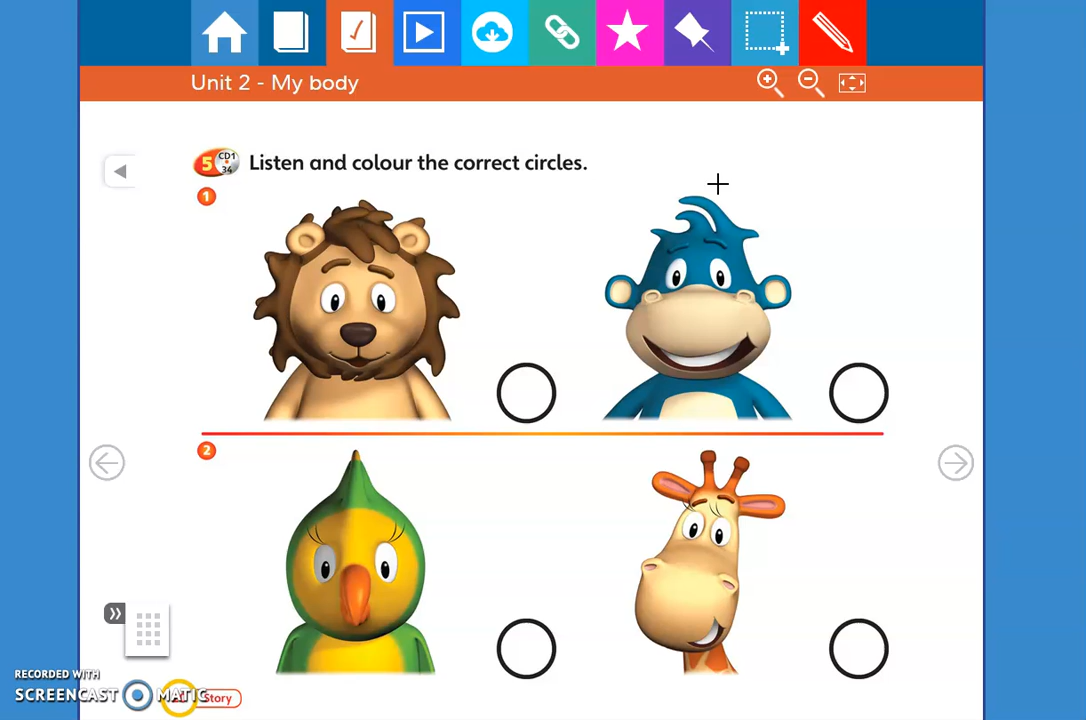 Unit 2 - My body
5 CD1 34 Listen and colour the correct circles.
1
2
RECORDED WITH
SCREENCAST MATIC
Story